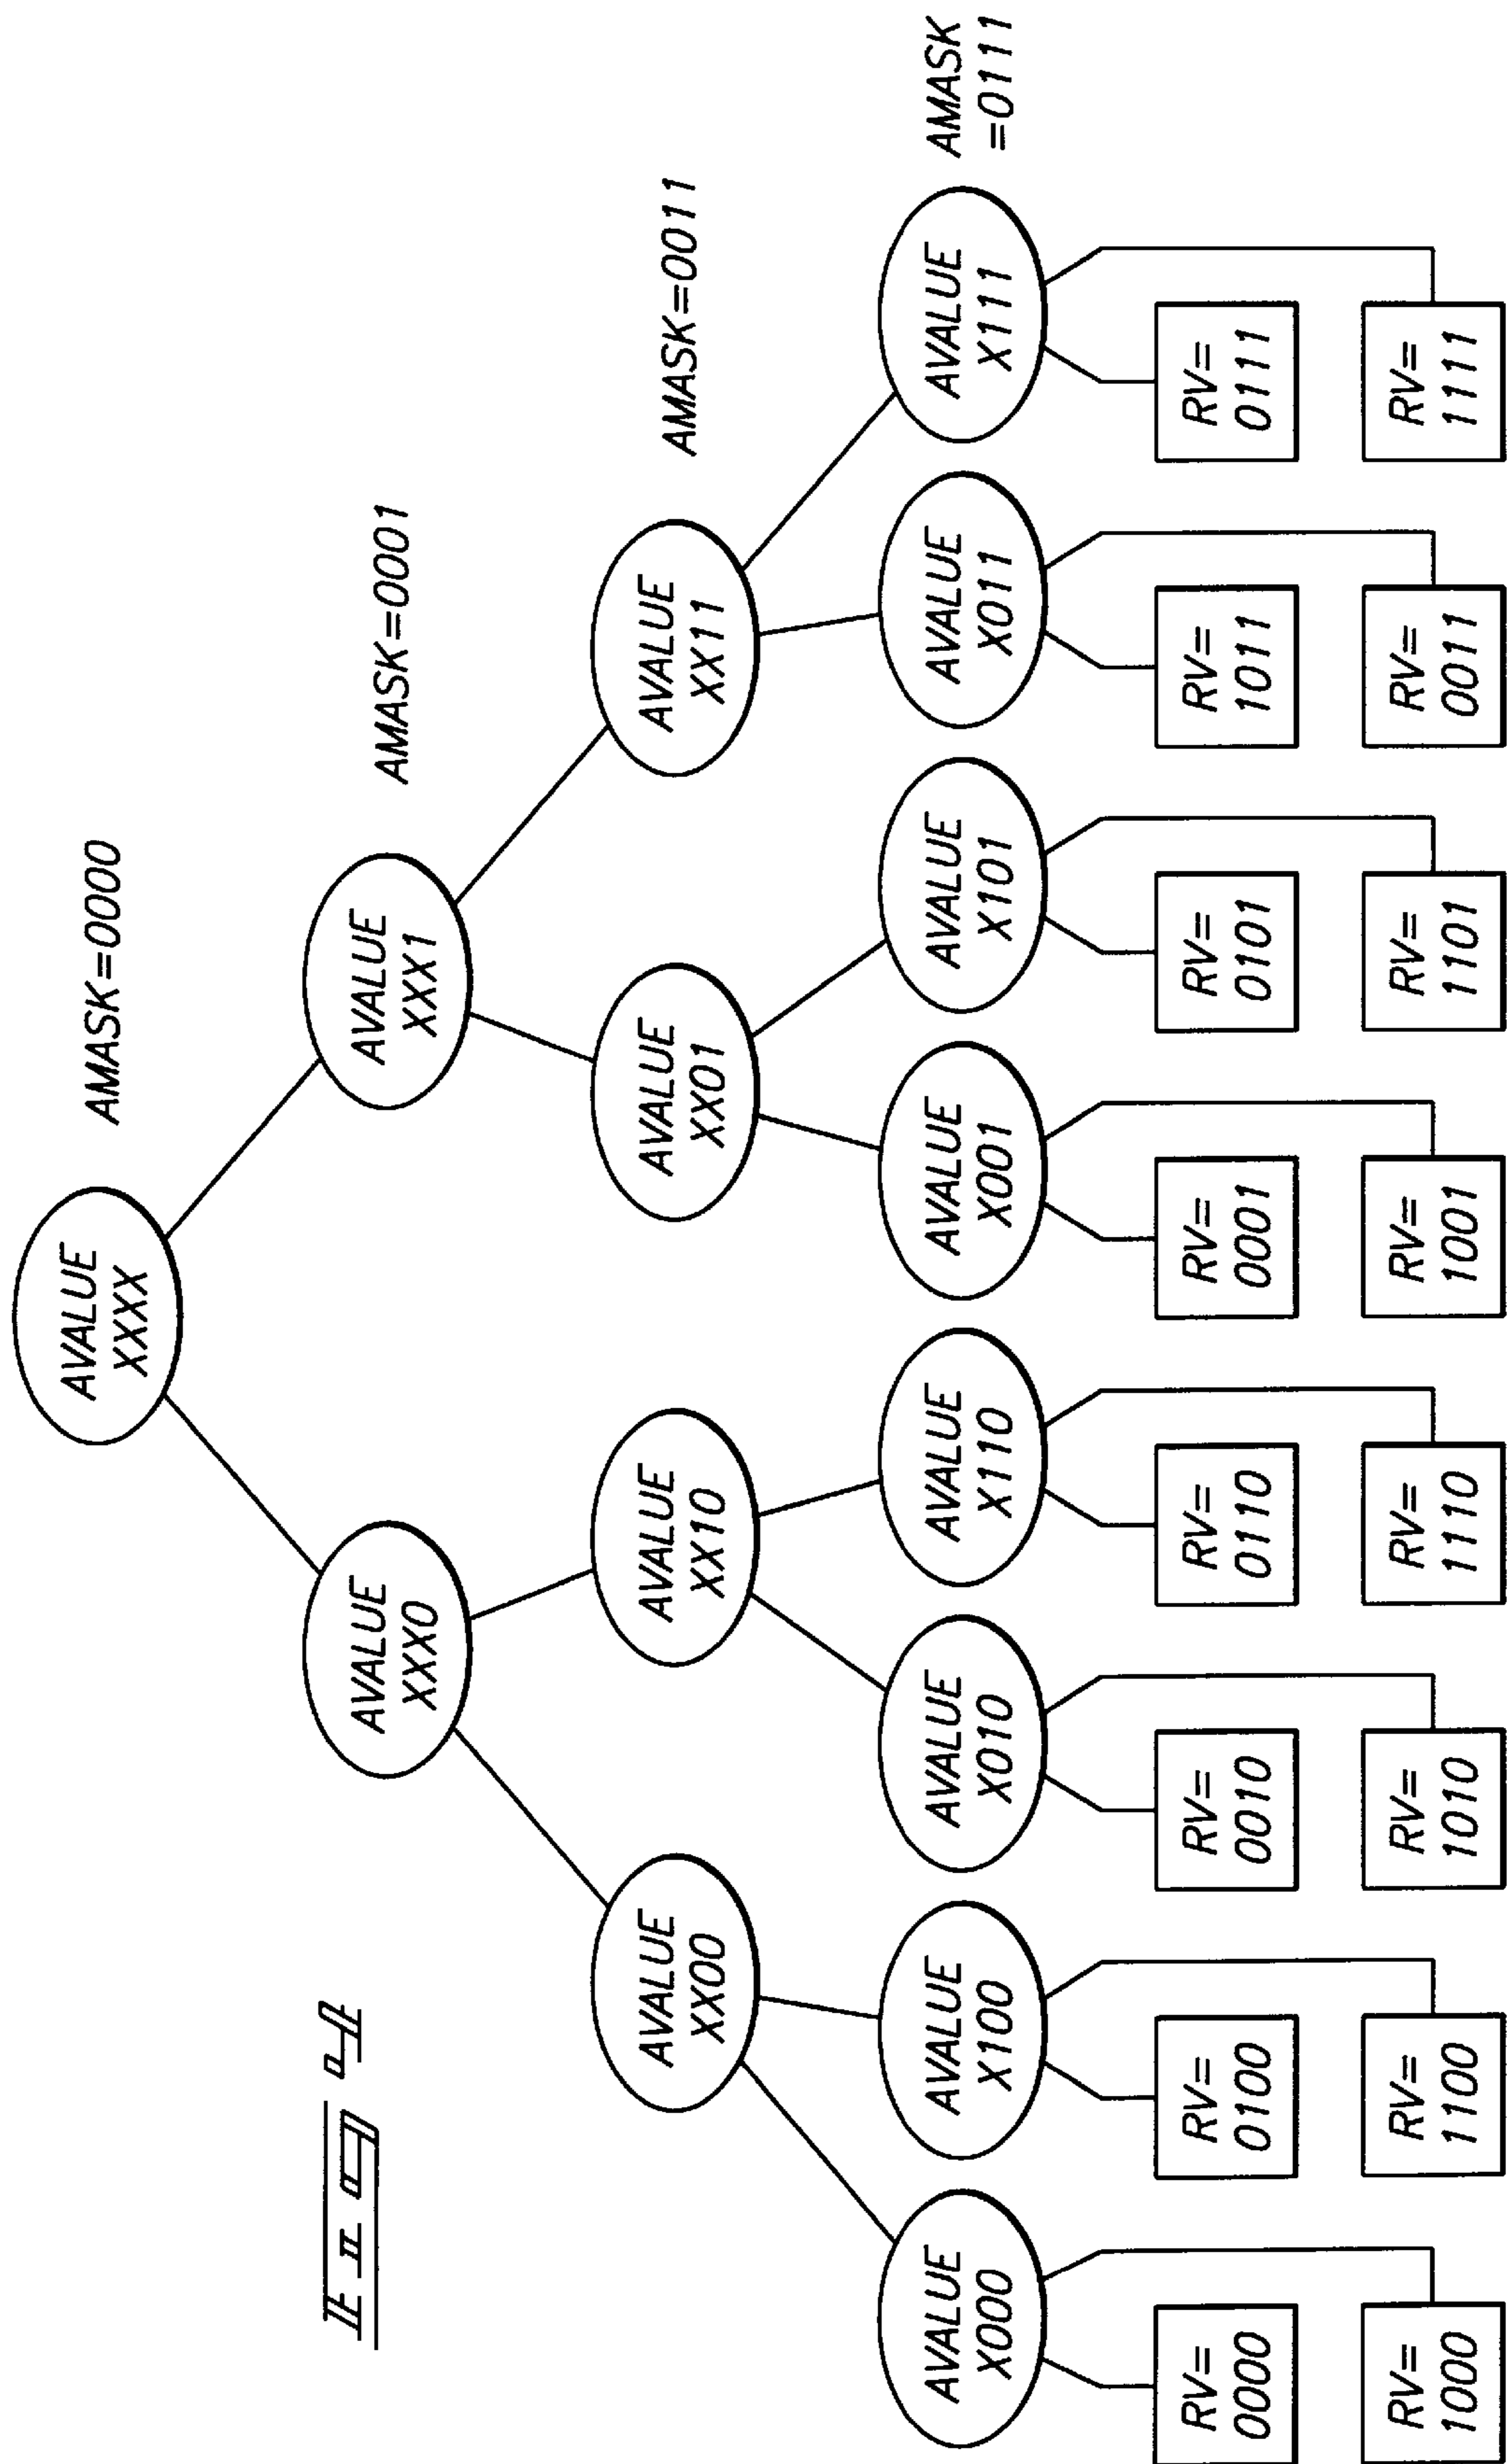 AVALUE
XXXX
AMASK=0000
Fig. 4
AVALUE
XXX0
AVALUE
XXX1
AMASK=0001
AVALUE
XX00
AVALUE
XX10
AVALUE
XX01
AVALUE
XX11
AMASK=0011
AVALUE
X000
AVALUE
X100
AVALUE
X010
AVALUE
X110
AVALUE
X001
AVALUE
X101
AVALUE
X011
AVALUE
X111
AMASK
=0111
RV=
0000
RV=
0100
RV=
0010
RV=
0110
RV=
0001
RV=
0101
RV=
1011
RV=
0111
RV=
1000
RV=
1100
RV=
1010
RV=
1110
RV=
1001
RV=
1101
RV=
0011
RV=
1111